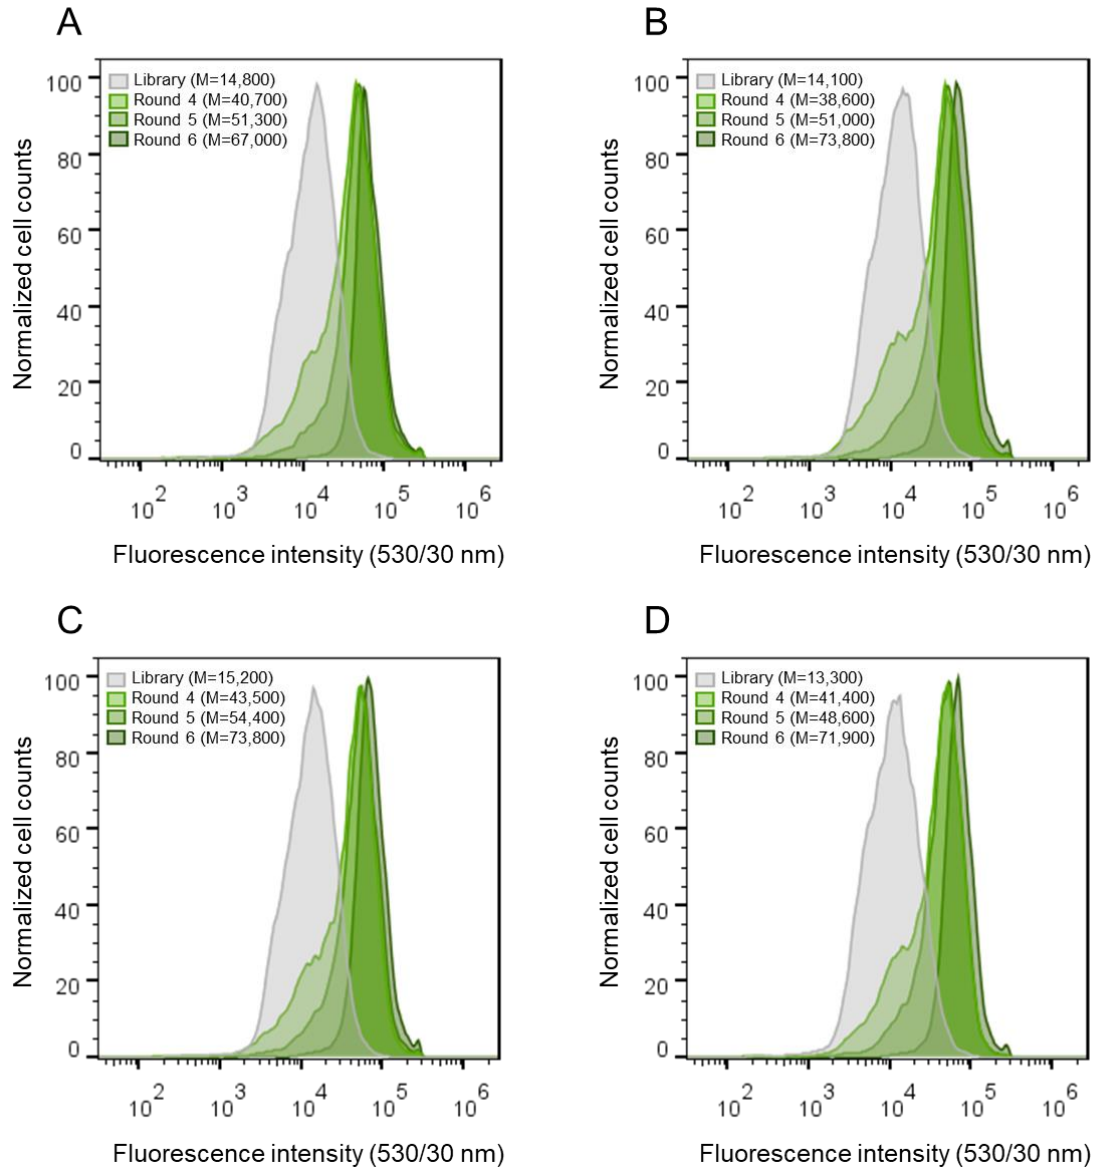 A
Library (M=14,800)
Round 4 (M=40,700)
Round 5 (M=51,300)
Round 6 (M=67,000)
100
80
60
40
20
0
Normalized cell counts
10^2 10^3 10^4 10^5 10^6
Fluorescence intensity (530/30 nm)
B
Library (M=14,100)
Round 4 (M=38,600)
Round 5 (M=51,000)
Round 6 (M=73,800)
100
80
60
40
20
0
Normalized cell counts
10^2 10^3 10^4 10^5 10^6
Fluorescence intensity (530/30 nm)
C
Library (M=15,200)
Round 4 (M=43,500)
Round 5 (M=54,400)
Round 6 (M=73,800)
100
80
60
40
20
0
Normalized cell counts
10^2 10^3 10^4 10^5 10^6
Fluorescence intensity (530/30 nm)
D
Library (M=13,300)
Round 4 (M=41,400)
Round 5 (M=48,600)
Round 6 (M=71,900)
100
80
60
40
20
0
Normalized cell counts
10^2 10^3 10^4 10^5 10^6
Fluorescence intensity (530/30 nm)